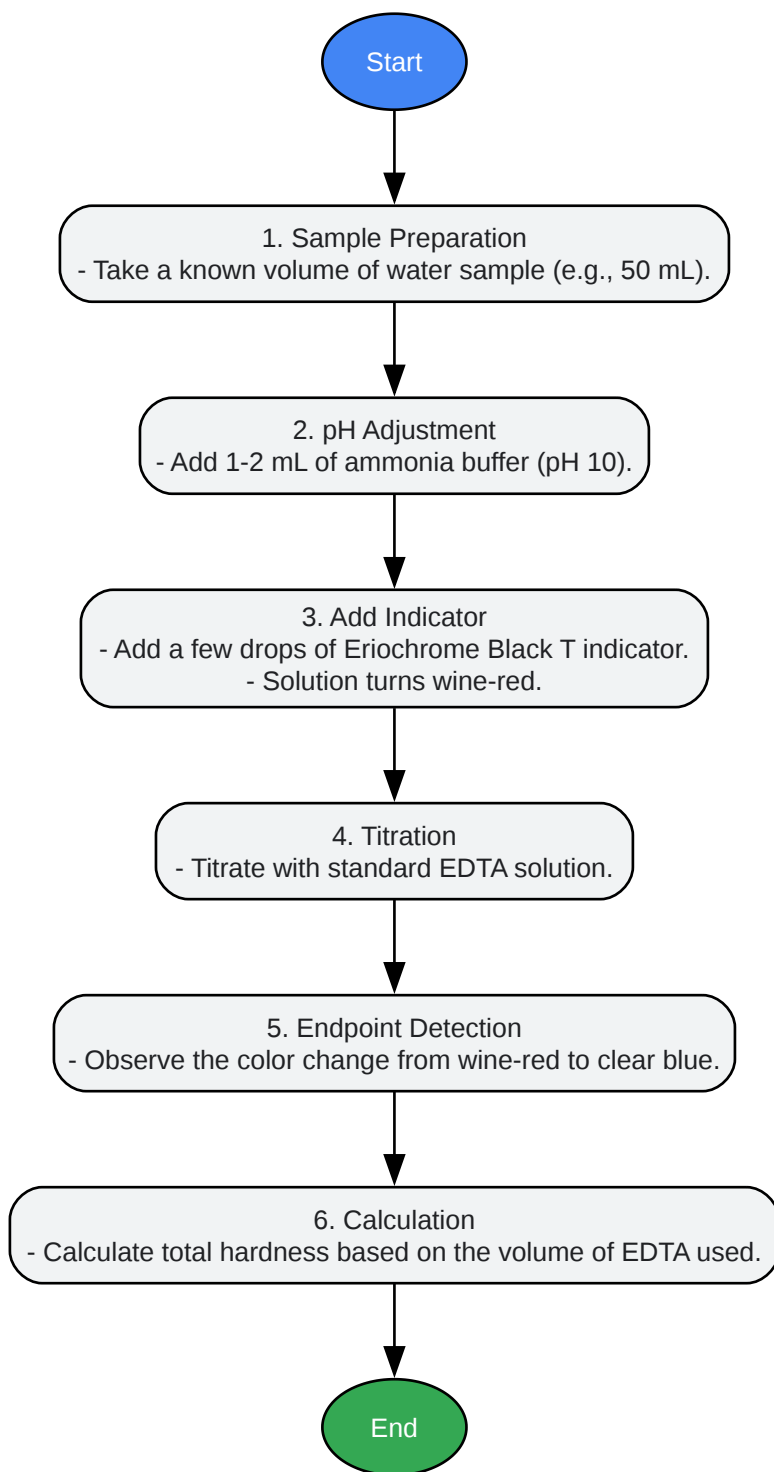 Start
1. Sample Preparation
- Take a known volume of water sample (e.g., 50 mL).
2. pH Adjustment
- Add 1-2 mL of ammonia buffer (pH 10).
3. Add Indicator
- Add a few drops of Eriochrome Black T indicator.
- Solution turns wine-red.
4. Titration
- Titrate with standard EDTA solution.
5. Endpoint Detection
- Observe the color change from wine-red to clear blue.
6. Calculation
- Calculate total hardness based on the volume of EDTA used.
End